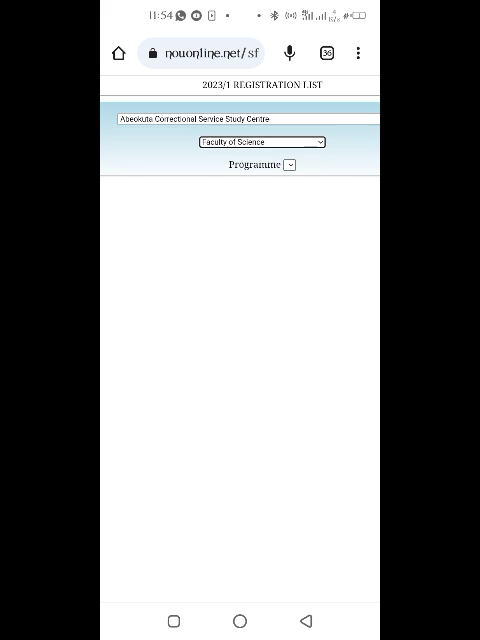 11:54
nouonline.net/sf
36
2023/1 REGISTRATION LIST
Abeokuta Correctional Service Study Centre
Faculty of Science
Programme